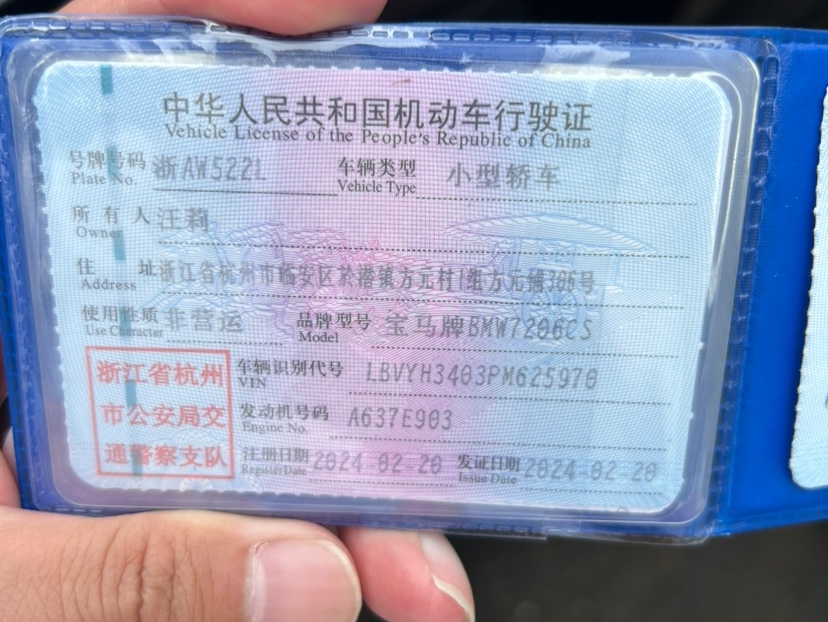 中华人民共和国机动车行驶证
Vehicle License of the People's Republic of China
号牌号码 浙AW522L 车辆类型 小型轿车
Plate No. Vehicle Type
所有人 汪莉
Owner
住址 浙江省杭州市临安区於潜镇方元村1组方元铺306号
Address
使用性质 非营运 品牌型号 宝马牌BMW7206CS
Use Character Model
浙江省杭州
市公安局交
通警察支队
车辆识别代号 LBVYH3403PM625970
VIN
发动机号码 A637E903
Engine No.
注册日期 2024-02-20 发证日期 2024-02-20
Register Date Issue Date